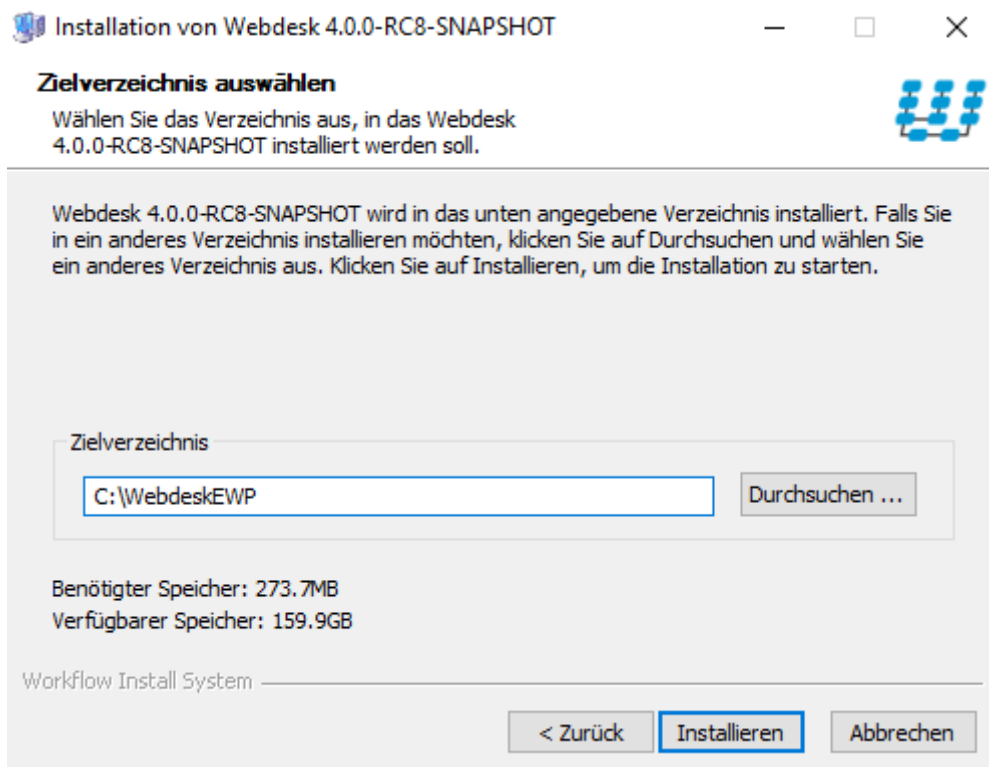 Installation von Webdesk 4.0.0-RC8-SNAPSHOT
Zielverzeichnis auswählen
Wählen Sie das Verzeichnis aus, in das Webdesk
4.0.0-RC8-SNAPSHOT installiert werden soll.
Webdesk 4.0.0-RC8-SNAPSHOT wird in das unten angegebene Verzeichnis installiert. Falls Sie
in ein anderes Verzeichnis installieren möchten, klicken Sie auf Durchsuchen und wählen Sie
ein anderes Verzeichnis aus. Klicken Sie auf Installieren, um die Installation zu starten.
Zielverzeichnis
C:\WebdeskEWP
Durchsuchen ...
Benötigter Speicher: 273.7MB
Verfügbarer Speicher: 159.9GB
Workflow Install System
< Zurück
Installieren
Abbrechen